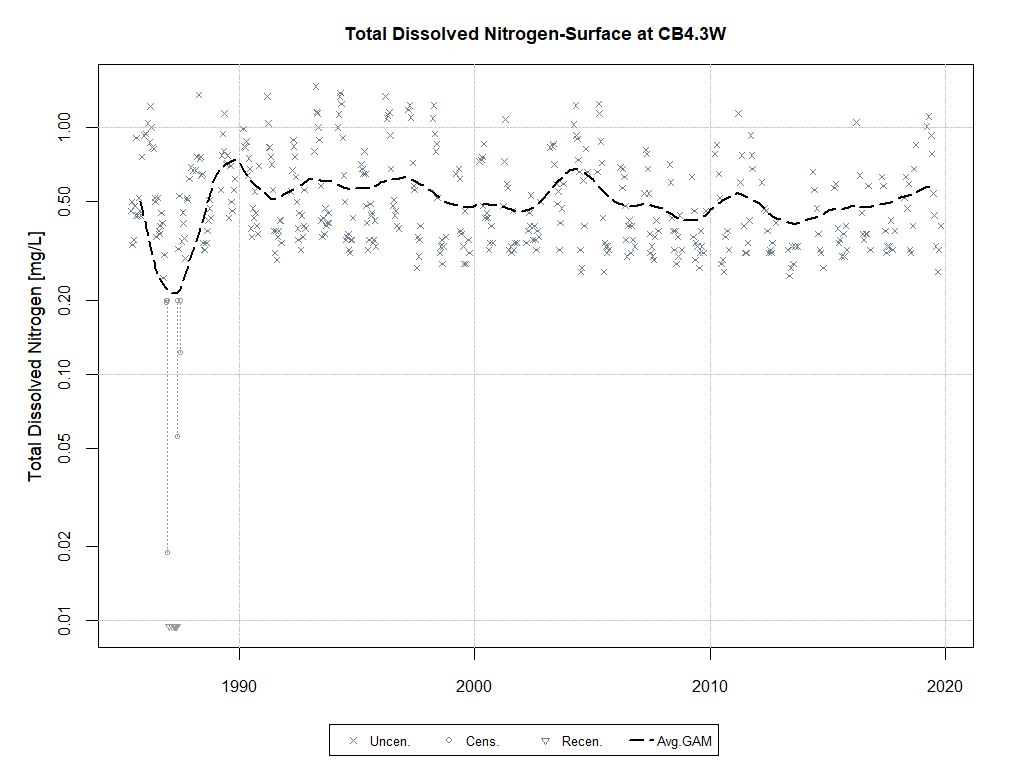 Total Dissolved Nitrogen-Surface at CB4.3W
Total Dissolved Nitrogen [mg/L]
1.00
0.50
0.20
0.10
0.05
0.02
0.01
1990 2000 2010 2020
Uncen. Cens. Recen. Avg.GAM